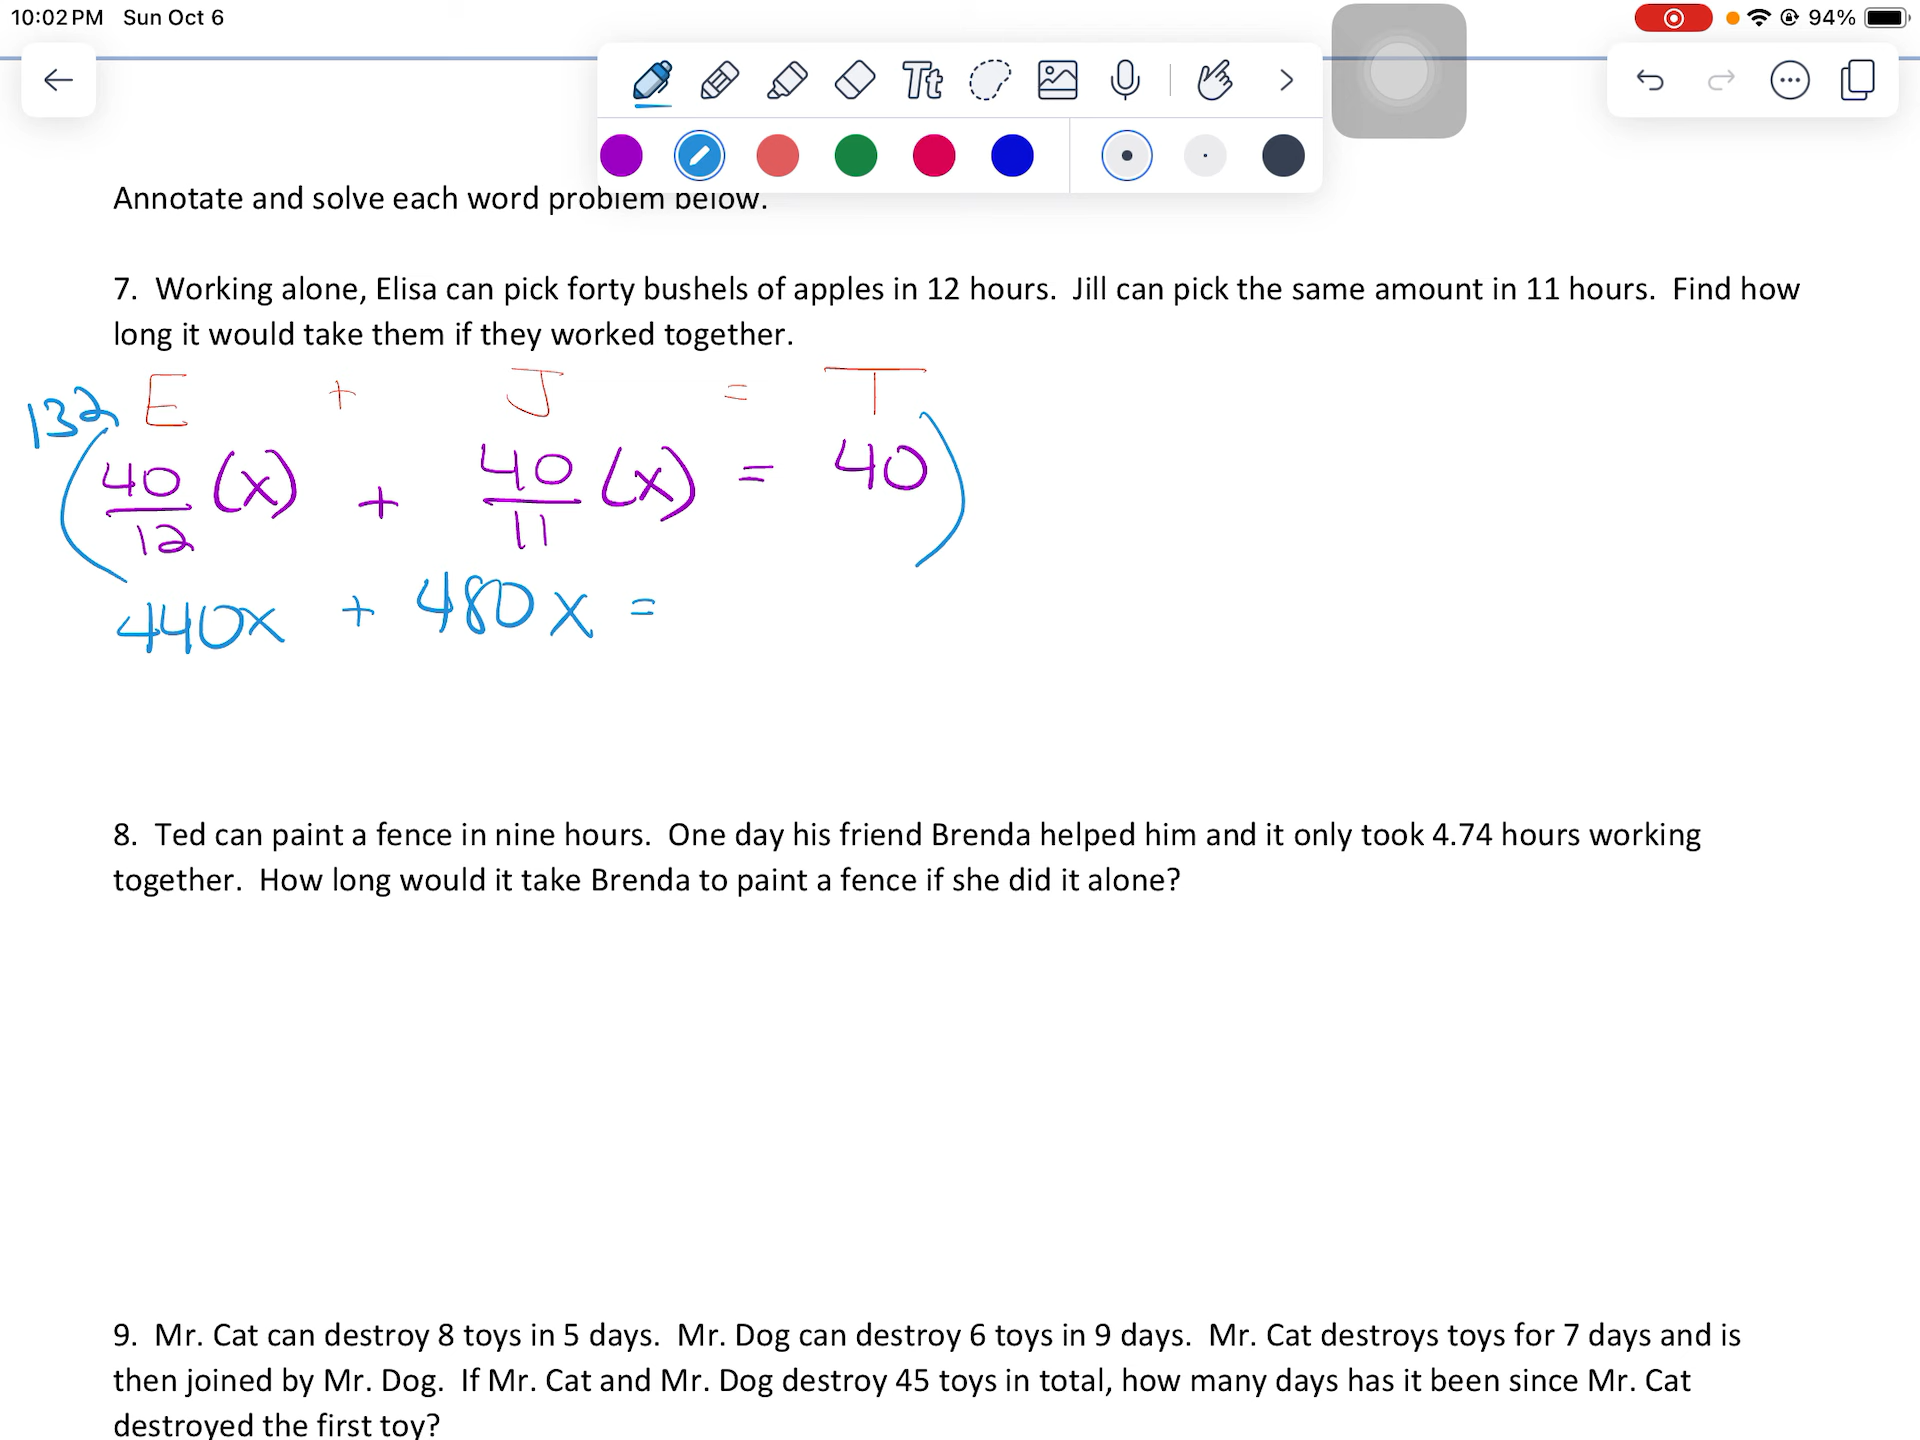 10:02 PM Sun Oct 6
94%
Tt
Annotate and solve each word problem below.
7. Working alone, Elisa can pick forty bushels of apples in 12 hours. Jill can pick the same amount in 11 hours. Find how
long it would take them if they worked together.
E + J = T
132
(40/12 (x) + 40/11 (x) = 40)
440x + 480x =
8. Ted can paint a fence in nine hours. One day his friend Brenda helped him and it only took 4.74 hours working
together. How long would it take Brenda to paint a fence if she did it alone?
9. Mr. Cat can destroy 8 toys in 5 days. Mr. Dog can destroy 6 toys in 9 days. Mr. Cat destroys toys for 7 days and is
then joined by Mr. Dog. If Mr. Cat and Mr. Dog destroy 45 toys in total, how many days has it been since Mr. Cat
destroyed the first toy?